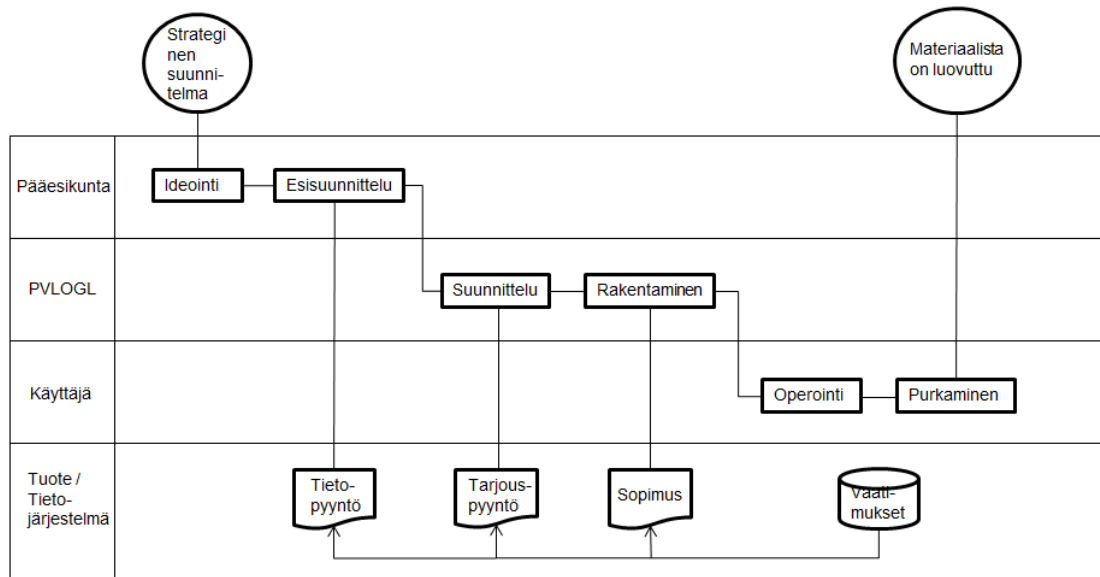 Strategi
nen
suunni-
telma
Materiaalista
on luovuttu
Pääesikunta
Ideointi
Esisuunnittelu
PVLOGL
Suunnittelu
Rakentaminen
Käyttäjä
Operointi
Purkaminen
Tuote /
Tieto-
järjestelmä
Tieto-
pyyntö
Tarjous-
pyyntö
Sopimus
Vaati-
mukset